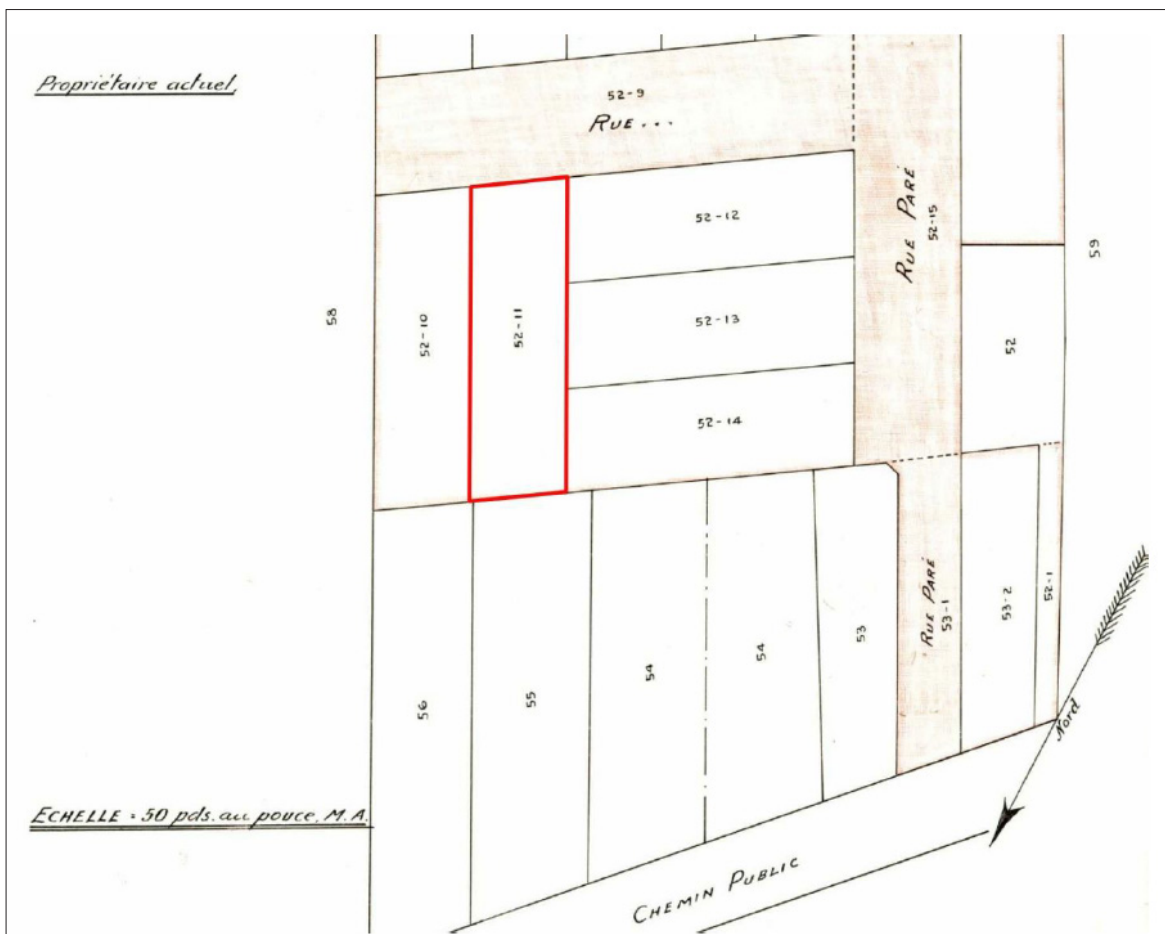 Propriétaire actuel,
52-9
RUE ...
RUE PARÉ
52-15
52-12
59
58
52-10
52-11
52-13
52
52-14
RUE PARÉ
53-1
53-2
52-1
53
54
54
55
56
Nord
ECHELLE = 50 pds. au pouce, M.A.
CHEMIN PUBLIC